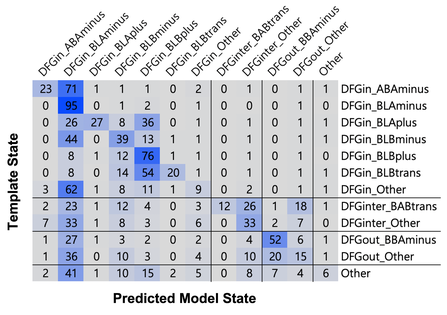 DFGin_ABAminus
DFGin_BLAminus
DFGin_BLAplus
DFGin_BLBminus
DFGin_BLBplus
DFGin_BLBtrans
DFGin_Other
DFGinter_BABtrans
DFGinter_Other
DFGout_BBAminus
DFGout_Other
Other
Template State
23 71 1 1 1 0 2 0 1 0 1 1 DFGin_ABAminus
0 95 0 1 2 0 1 0 0 0 1 0 DFGin_BLAminus
0 26 27 8 36 0 1 0 0 0 1 1 DFGin_BLAplus
0 44 0 39 13 1 1 0 0 0 1 1 DFGin_BLBminus
0 8 1 12 76 0 1 0 0 0 1 1 DFGin_BLBplus
0 8 0 14 54 20 1 0 0 0 1 1 DFGin_BLBtrans
3 62 1 8 11 1 9 0 2 0 1 1 DFGin_Other
2 23 1 12 4 0 3 12 26 1 18 1 DFGinter_BABtrans
7 33 1 8 3 0 6 0 33 2 7 0 DFGinter_Other
1 27 1 3 2 0 2 0 4 52 6 1 DFGout_BBAminus
1 36 0 10 3 0 4 0 10 20 15 1 DFGout_Other
2 41 1 10 15 2 5 0 8 7 4 6 Other
Predicted Model State